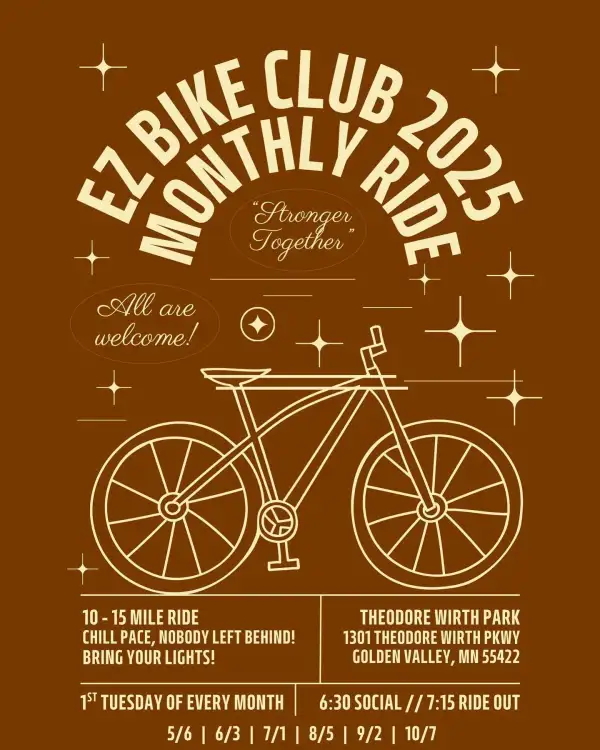 EZ BIKE CLUB 2025
MONTHLY RIDE
"Stronger
Together"
All are
welcome!
10 - 15 MILE RIDE
CHILL PACE, NOBODY LEFT BEHIND!
BRING YOUR LIGHTS!
THEODORE WIRTH PARK
1301 THEODORE WIRTH PKWY
GOLDEN VALLEY, MN 55422
1ST TUESDAY OF EVERY MONTH
6:30 SOCIAL // 7:15 RIDE OUT
5/6 | 6/3 | 7/1 | 8/5 | 9/2 | 10/7